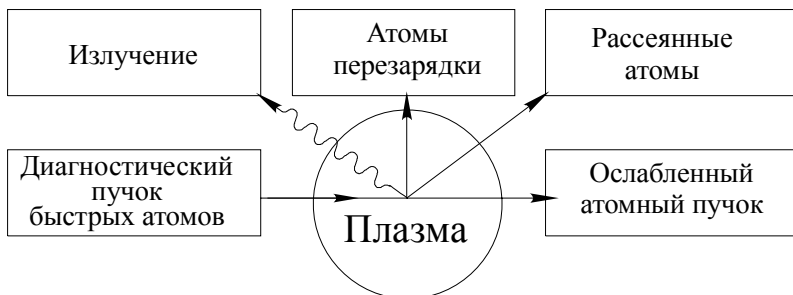 Излучение
Атомы
перезарядки
Рассеянные
атомы
Диагностический
пучок
быстрых атомов
Плазма
Ослабленный
атомный пучок